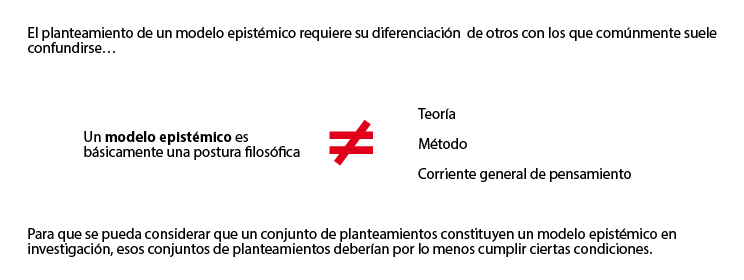 El planteamiento de un modelo epistémico requiere su diferenciación de otros con los que comúnmente suele
confundirse…
Un modelo epistémico es
básicamente una postura filosófica
≠
Teoría
Método
Corriente general de pensamiento
Para que se pueda considerar que un conjunto de planteamientos constituyen un modelo epistémico en
investigación, esos conjuntos de planteamientos deberían por lo menos cumplir ciertas condiciones.